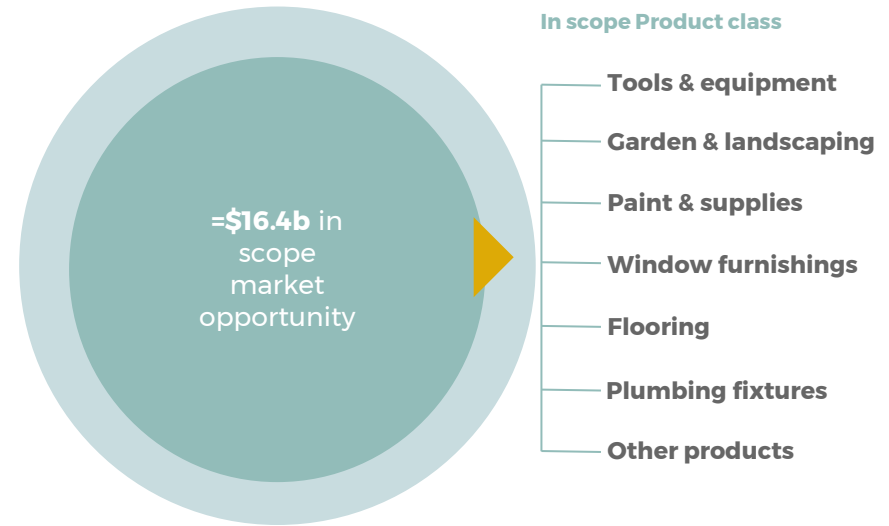 In scope Product class
=$16.4b in
scope
market
opportunity
Tools & equipment
Garden & landscaping
Paint & supplies
Window furnishings
Flooring
Plumbing fixtures
Other products